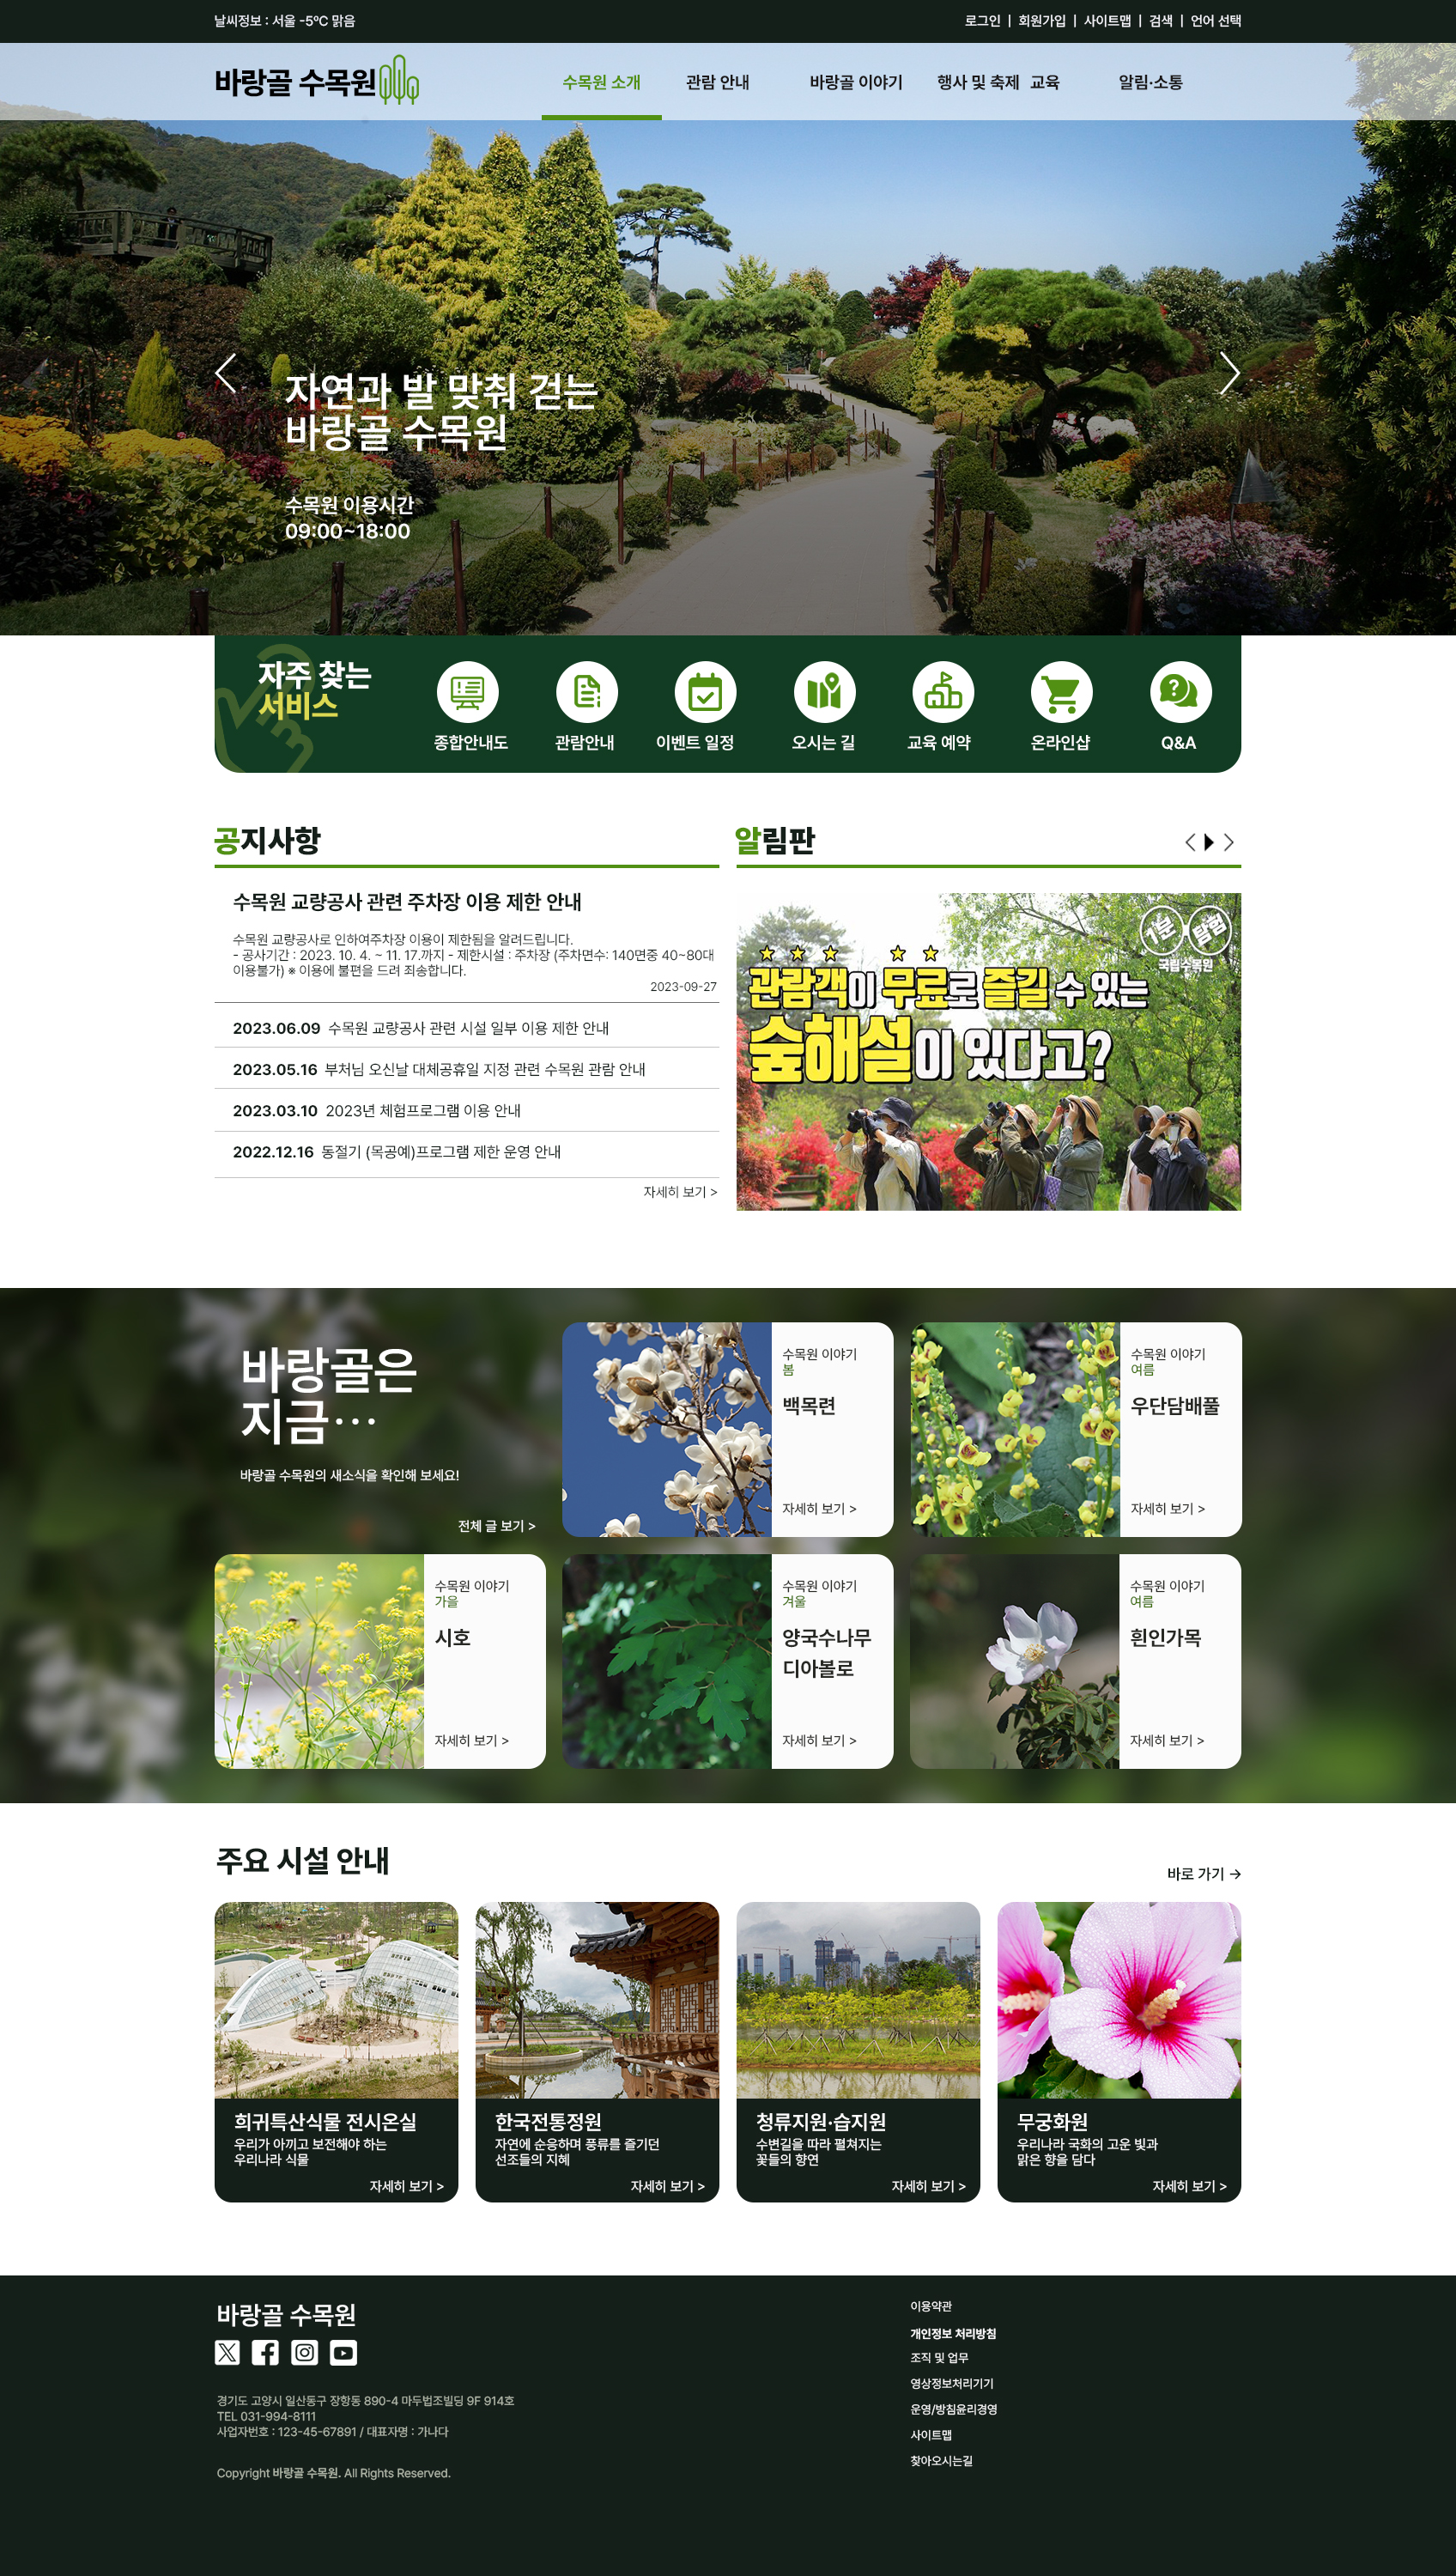 날씨정보 : 서울 -5ºC 맑음
로그인 | 회원가입 | 사이트맵 | 검색 | 언어 선택
바랑골 수목원
수목원 소개 관람 안내 바랑골 이야기 행사 및 축제 교육 알림·소통
자연과 발 맞춰 걷는
바랑골 수목원
수목원 이용시간
09:00~18:00
자주 찾는
서비스
종합안내도 관람안내 이벤트 일정 오시는 길 교육 예약 온라인샵 Q&A
공지사항
수목원 교량공사 관련 주차장 이용 제한 안내
수목원 교량공사로 인하여주차장 이용이 제한됨을 알려드립니다.
- 공사기간 : 2023. 10. 4. ~ 11. 17.까지 - 제한시설 : 주차장 (주차면수: 140면중 40~80대
이용불가) ※ 이용에 불편을 드려 죄송합니다.
2023-09-27
2023.06.09 수목원 교량공사 관련 시설 일부 이용 제한 안내
2023.05.16 부처님 오신날 대체공휴일 지정 관련 수목원 관람 안내
2023.03.10 2023년 체험프로그램 이용 안내
2022.12.16 동절기 (목공예)프로그램 제한 운영 안내
자세히 보기 >
알림판
1분 탐험
국립수목원
관람객이 무료로 즐길 수 있는
숲해설이 있다고?
바랑골은
지금…
바랑골 수목원의 새소식을 확인해 보세요!
전체 글 보기 >
수목원 이야기
봄
백목련
자세히 보기 >
수목원 이야기
여름
우단담배풀
자세히 보기 >
수목원 이야기
가을
시호
자세히 보기 >
수목원 이야기
겨울
양국수나무
디아볼로
자세히 보기 >
수목원 이야기
여름
흰인가목
자세히 보기 >
주요 시설 안내
바로 가기 →
희귀특산식물 전시온실
우리가 아끼고 보전해야 하는
우리나라 식물
자세히 보기 >
한국전통정원
자연에 순응하며 풍류를 즐기던
선조들의 지혜
자세히 보기 >
청류지원·습지원
수변길을 따라 펼쳐지는
꽃들의 향연
자세히 보기 >
무궁화원
우리나라 국화의 고운 빛과
맑은 향을 담다
자세히 보기 >
바랑골 수목원
경기도 고양시 일산동구 장항동 890-4 마두법조빌딩 9F 914호
TEL 031-994-8111
사업자번호 : 123-45-67891 / 대표자명 : 가나다
Copyright 바랑골 수목원. All Rights Reserved.
이용약관
개인정보 처리방침
조직 및 업무
영상정보처리기기
운영/방침윤리경영
사이트맵
찾아오시는길